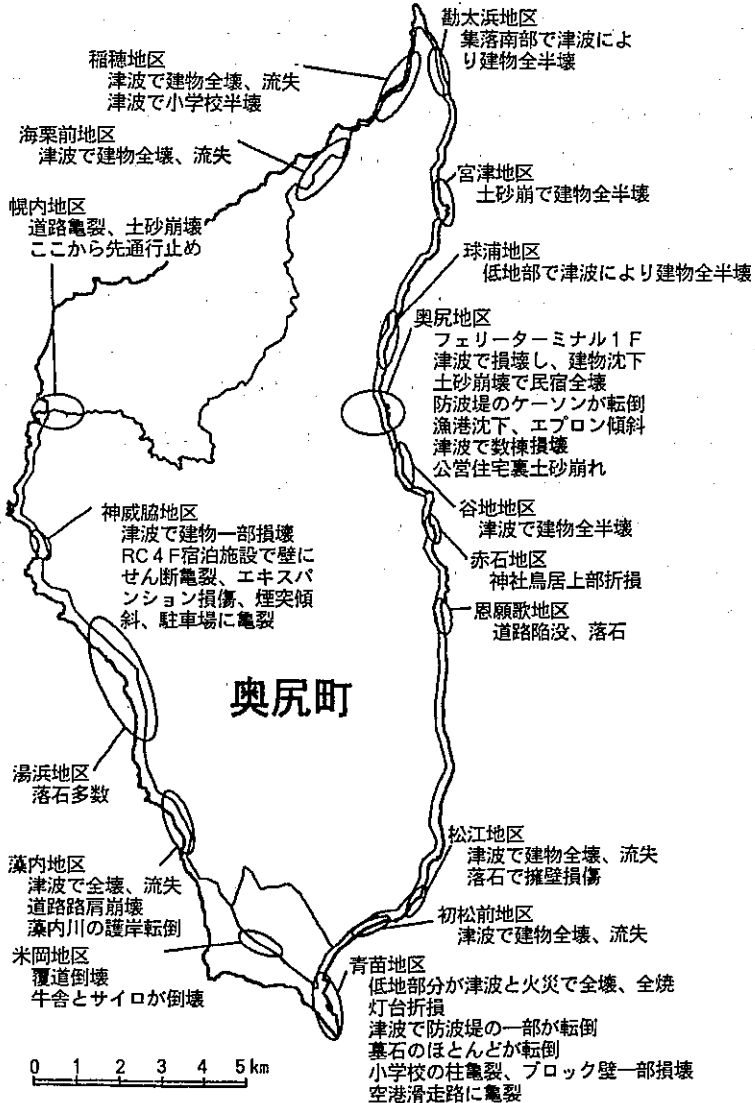 勘太浜地区
集落南部で津波によ
り建物全半壊
稲穂地区
津波で建物全壊、流失
津波で小学校半壊
海栗前地区
津波で建物全壊、流失
宮津地区
土砂崩で建物全半壊
幌内地区
道路亀裂、土砂崩壊
ここから先通行止め
球浦地区
低地部で津波により建物全半壊
奥尻地区
フェリーターミナル1F
津波で損壊し、建物沈下
土砂崩壊で民宿全壊
防波堤のケーソンが転倒
漁港沈下、エプロン傾斜
津波で数棟損壊
公営住宅裏土砂崩れ
谷地地区
津波で建物全半壊
赤石地区
神社鳥居上部折損
恩願歌地区
道路陥没、落石
神威脇地区
津波で建物一部損壊
RC4F宿泊施設で壁に
せん断亀裂、エキスパ
ンション損傷、煙突傾
斜、駐車場に亀裂
奥尻町
湯浜地区
落石多数
藻内地区
津波で全壊、流失
道路路肩崩壊
藻内川の護岸転倒
米岡地区
覆道倒壊
牛舎とサイロが倒壊
松江地区
津波で建物全壊、流失
落石で擁壁損傷
初松前地区
津波で建物全壊、流失
青苗地区
低地部分が津波と火災で全壊、全焼
灯台折損
津波で防波堤の一部が転倒
墓石のほとんどが転倒
小学校の柱亀裂、ブロック壁一部損壊
空港滑走路に亀裂
0 1 2 3 4 5km